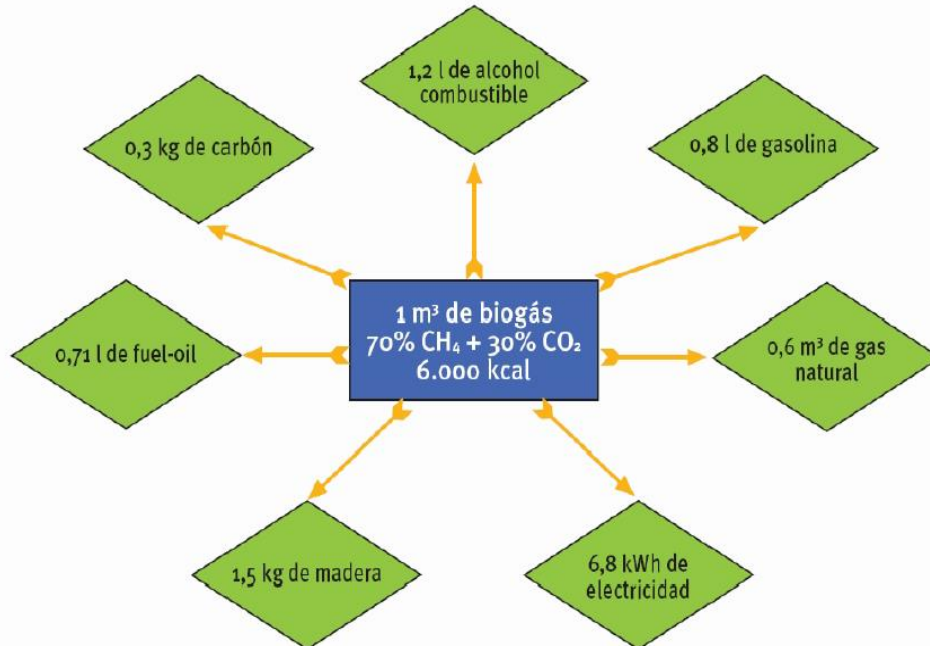 1,2 l de alcohol
combustible
0,3 kg de carbón
0,8 l de gasolina
1 m³ de biogás
70% CH₄ + 30% CO₂
6.000 kcal
0,71 l de fuel-oil
0,6 m³ de gas
natural
1,5 kg de madera
6,8 kWh de
electricidad